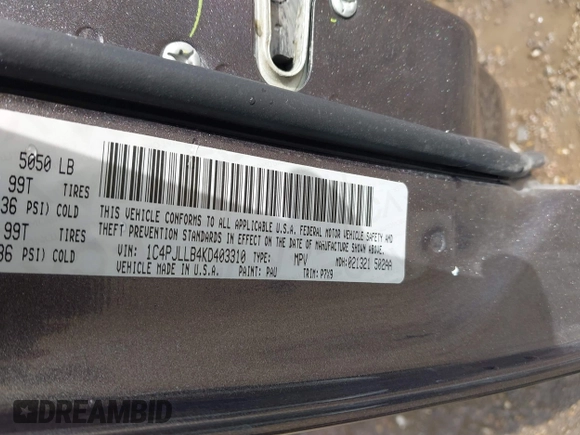 5050 LB
99T TIRES
36 PSI) COLD
99T TIRES
36 PSI) COLD
THIS VEHICLE CONFORMS TO ALL APPLICABLE U.S.A. FEDERAL MOTOR VEHICLE SAFETY AND
THEFT PREVENTION STANDARDS IN EFFECT ON THE DATE OF MANUFACTURE SHOWN ABOVE.
VIN: 1C4PJLLB4KD403310 TYPE: MPV MDH:021321 502AA
VEHICLE MADE IN U.S.A. PAINT: PAU TRIM: P7X9
DREAMBID